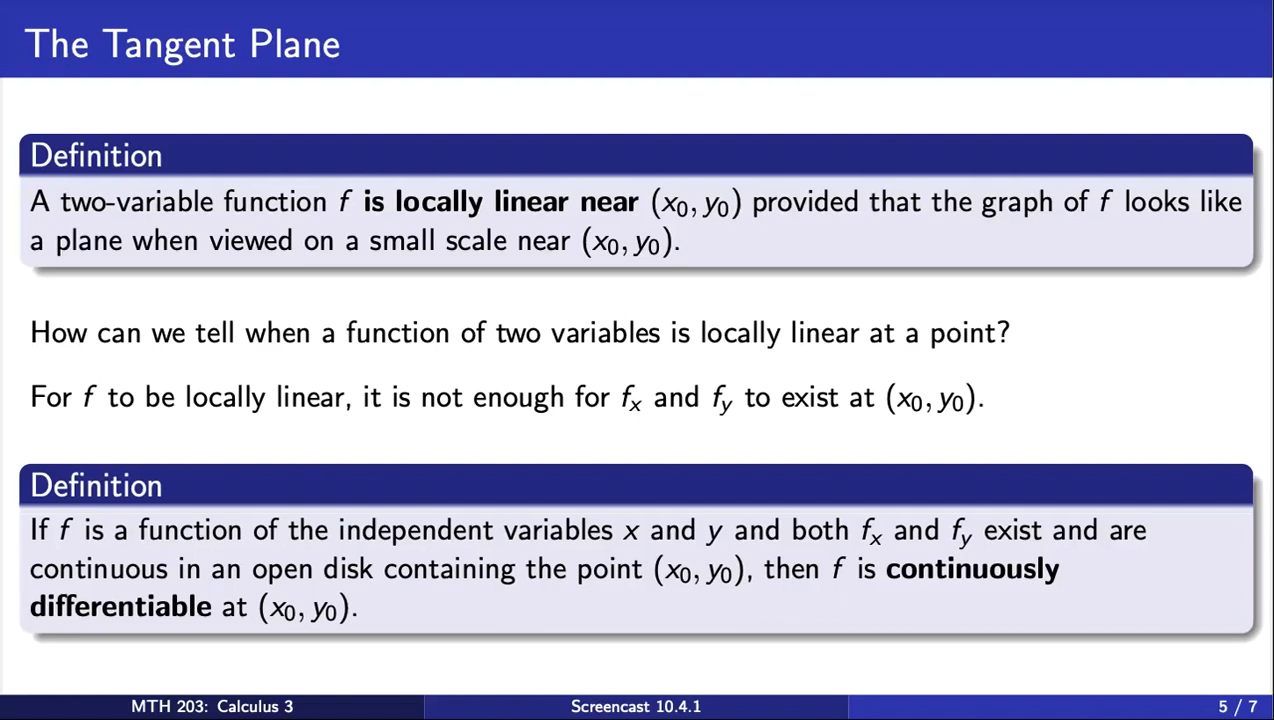 The Tangent Plane
Definition
A two-variable function f is locally linear near (x₀, y₀) provided that the graph of f looks like
a plane when viewed on a small scale near (x₀, y₀).
How can we tell when a function of two variables is locally linear at a point?
For f to be locally linear, it is not enough for fₓ and f_y to exist at (x₀, y₀).
Definition
If f is a function of the independent variables x and y and both fₓ and f_y exist and are
continuous in an open disk containing the point (x₀, y₀), then f is continuously
differentiable at (x₀, y₀).
MTH 203: Calculus 3
Screencast 10.4.1
5 / 7